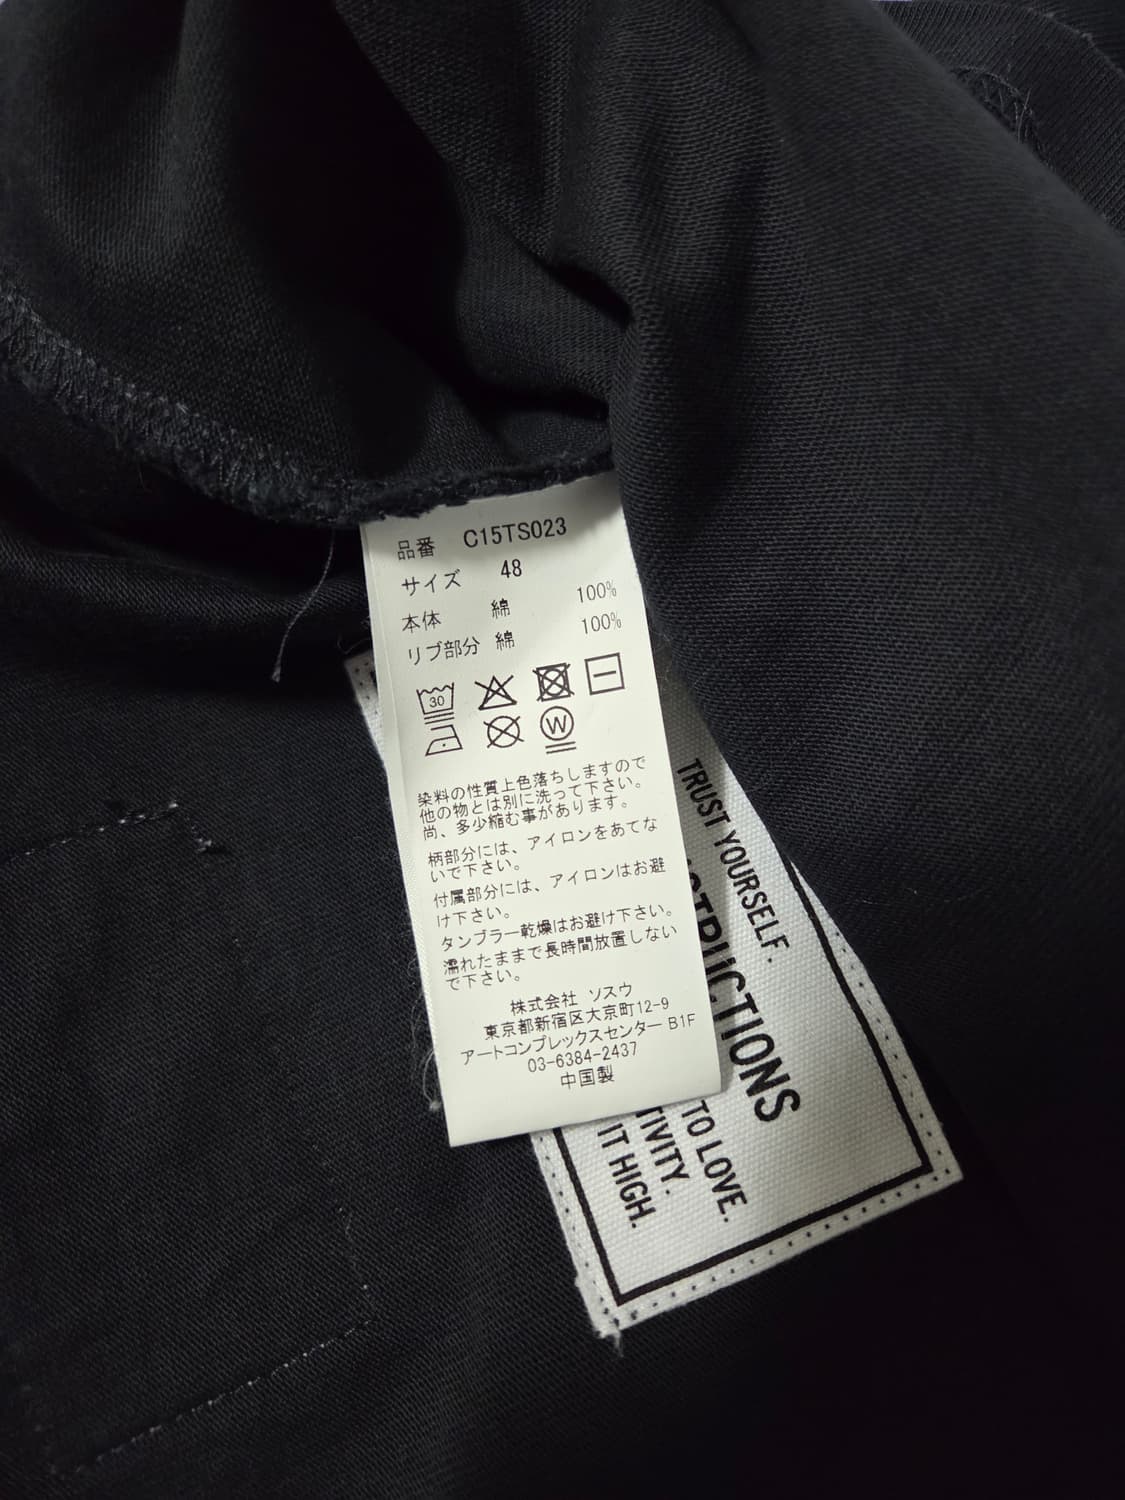 品番 C15TS023
サイズ 48
本体 綿 100%
リブ部分 綿 100%
30
W
染料の性質上色落ちしますので
他の物とは別に洗って下さい。
尚、多少縮む事があります。
柄部分には、アイロンをあてな
いで下さい。
付属部分には、アイロンはお避
け下さい。
タンブラー乾燥はお避け下さい。
濡れたままで長時間放置しない
で下さい。
株式会社 ソスウ
東京都新宿区大京町12-9
アートコンプレックスセンター B1F
03-6384-2437
中国製
TRUST YOURSELF.
TO LOVE.
IT HIGH.